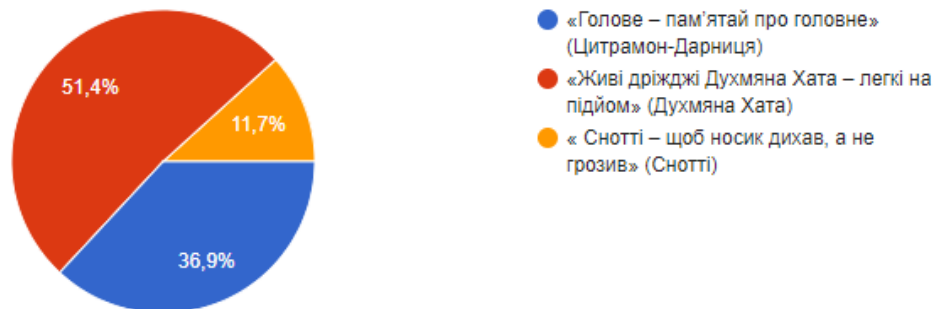 51,4%
11,7%
36,9%
«Голове – пам’ятай про головне»
(Цитрамон-Дарниця)
«Живі дріжджі Духмяна Хата – легкі на
підйом» (Духмяна Хата)
« Снотті – щоб носик дихав, а не
грозив» (Снотті)